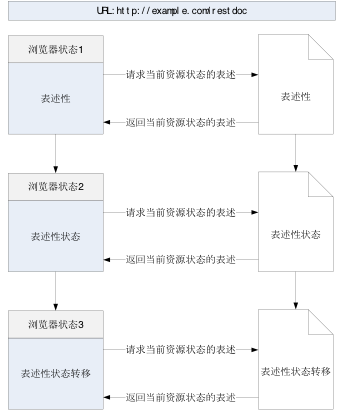 URL: http://example.com/restdoc
浏览器状态1
请求当前资源状态的表述
表述性
表述性
返回当前资源状态的表述
浏览器状态2
请求当前资源状态的表述
表述性状态
表述性状态
返回当前资源状态的表述
浏览器状态3
请求当前资源状态的表述
表述性状态转移
表述性状态转移
返回当前资源状态的表述